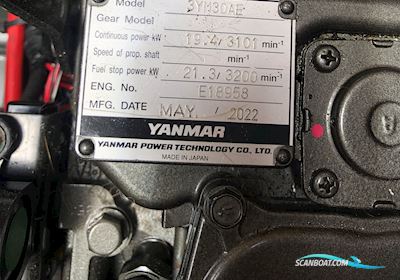 Model 3YM30AE
Gear Model
Continuous power kW 19.4/3101 min-1
Speed of prop. shaft min-1
Fuel stop power kW 21.3/3200 min-1
ENG. No. E18958
MFG. DATE MAY. 2022
YANMAR
YANMAR POWER TECHNOLOGY CO., LTD.
MADE IN JAPAN
SCANBOAT.COM